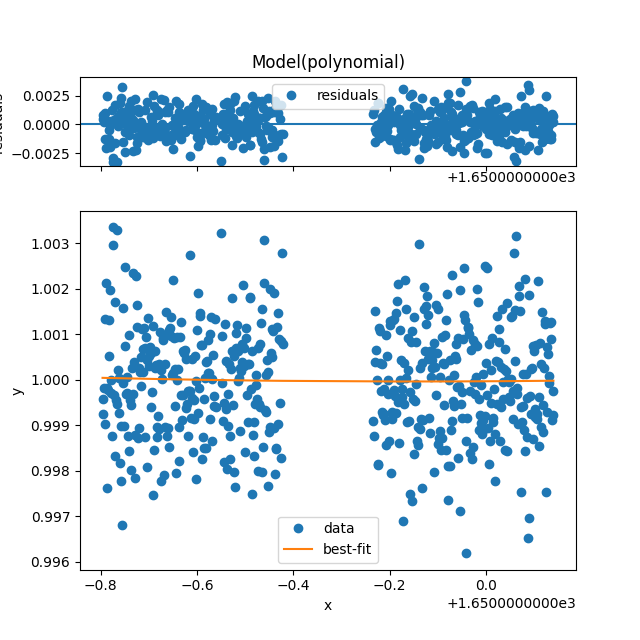 Model(polynomial)
residuals
0.0025
0.0000
−0.0025
+1.6500000000e3
1.003
1.002
1.001
1.000
0.999
0.998
0.997
0.996
y
data
best-fit
−0.8
−0.6
−0.4
−0.2
0.0
x
+1.6500000000e3